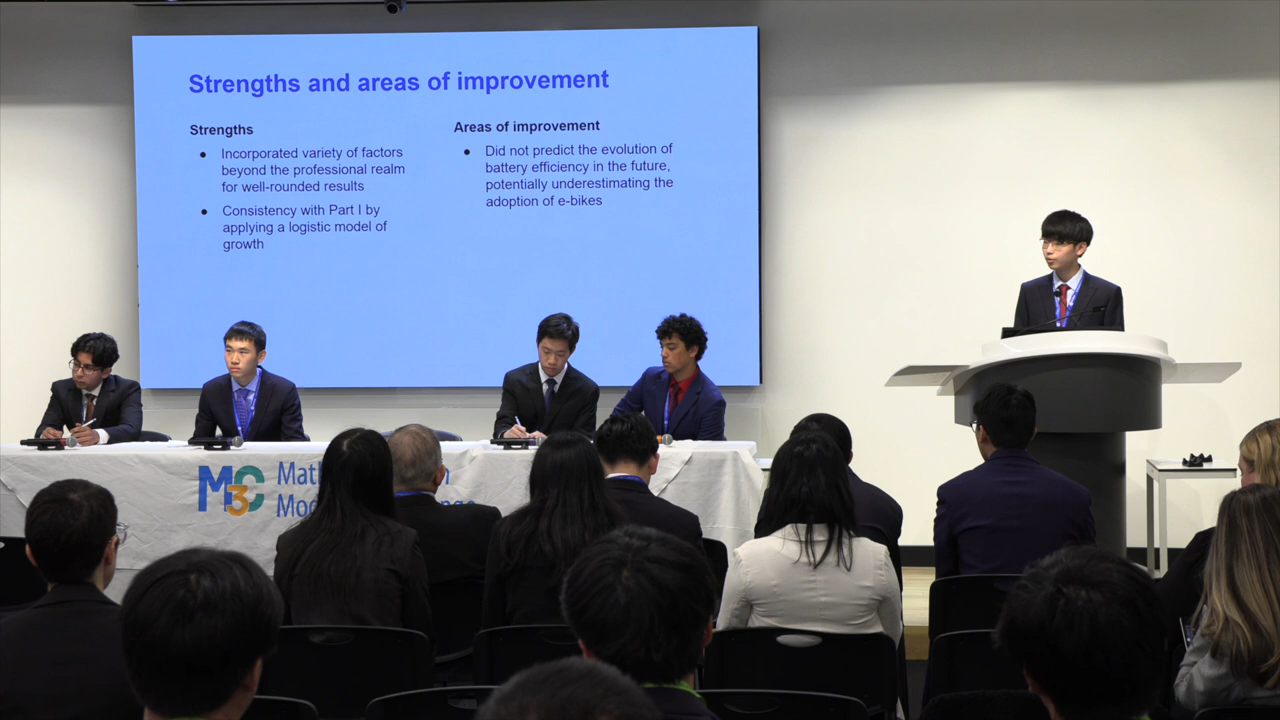 Strengths and areas of improvement
Strengths
● Incorporated variety of factors
beyond the professional realm
for well-rounded results
● Consistency with Part I by
applying a logistic model of
growth
Areas of improvement
● Did not predict the evolution of
battery efficiency in the future,
potentially underestimating the
adoption of e-bikes
M3C